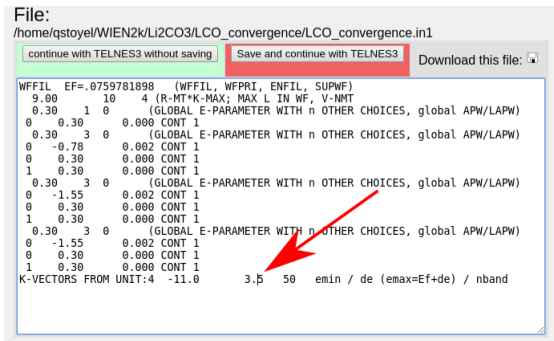 File:
/home/qstoyel/WIEN2k/Li2CO3/LCO_convergence/LCO_convergence.in1
continue with TELNES3 without saving Save and continue with TELNES3 Download this file:
WFFIL EF=.0759781898 (WFFIL, WFPRI, ENFIL, SUPWF)
9.00 10 4 (R-MT*K-MAX; MAX L IN WF, V-NMT
0.30 1 0 (GLOBAL E-PARAMETER WITH n OTHER CHOICES, global APW/LAPW)
0 0.30 0.000 CONT 1
0.30 3 0 (GLOBAL E-PARAMETER WITH n OTHER CHOICES, global APW/LAPW)
0 -0.78 0.002 CONT 1
0 0.30 0.000 CONT 1
1 0.30 0.000 CONT 1
0.30 3 0 (GLOBAL E-PARAMETER WITH n OTHER CHOICES, global APW/LAPW)
0 -1.55 0.002 CONT 1
0 0.30 0.000 CONT 1
1 0.30 0.000 CONT 1
0.30 3 0 (GLOBAL E-PARAMETER WITH n OTHER CHOICES, global APW/LAPW)
0 -1.55 0.002 CONT 1
0 0.30 0.000 CONT 1
1 0.30 0.000 CONT 1
K-VECTORS FROM UNIT:4 -11.0 3.5 50 emin / de (emax=Ef+de) / nband